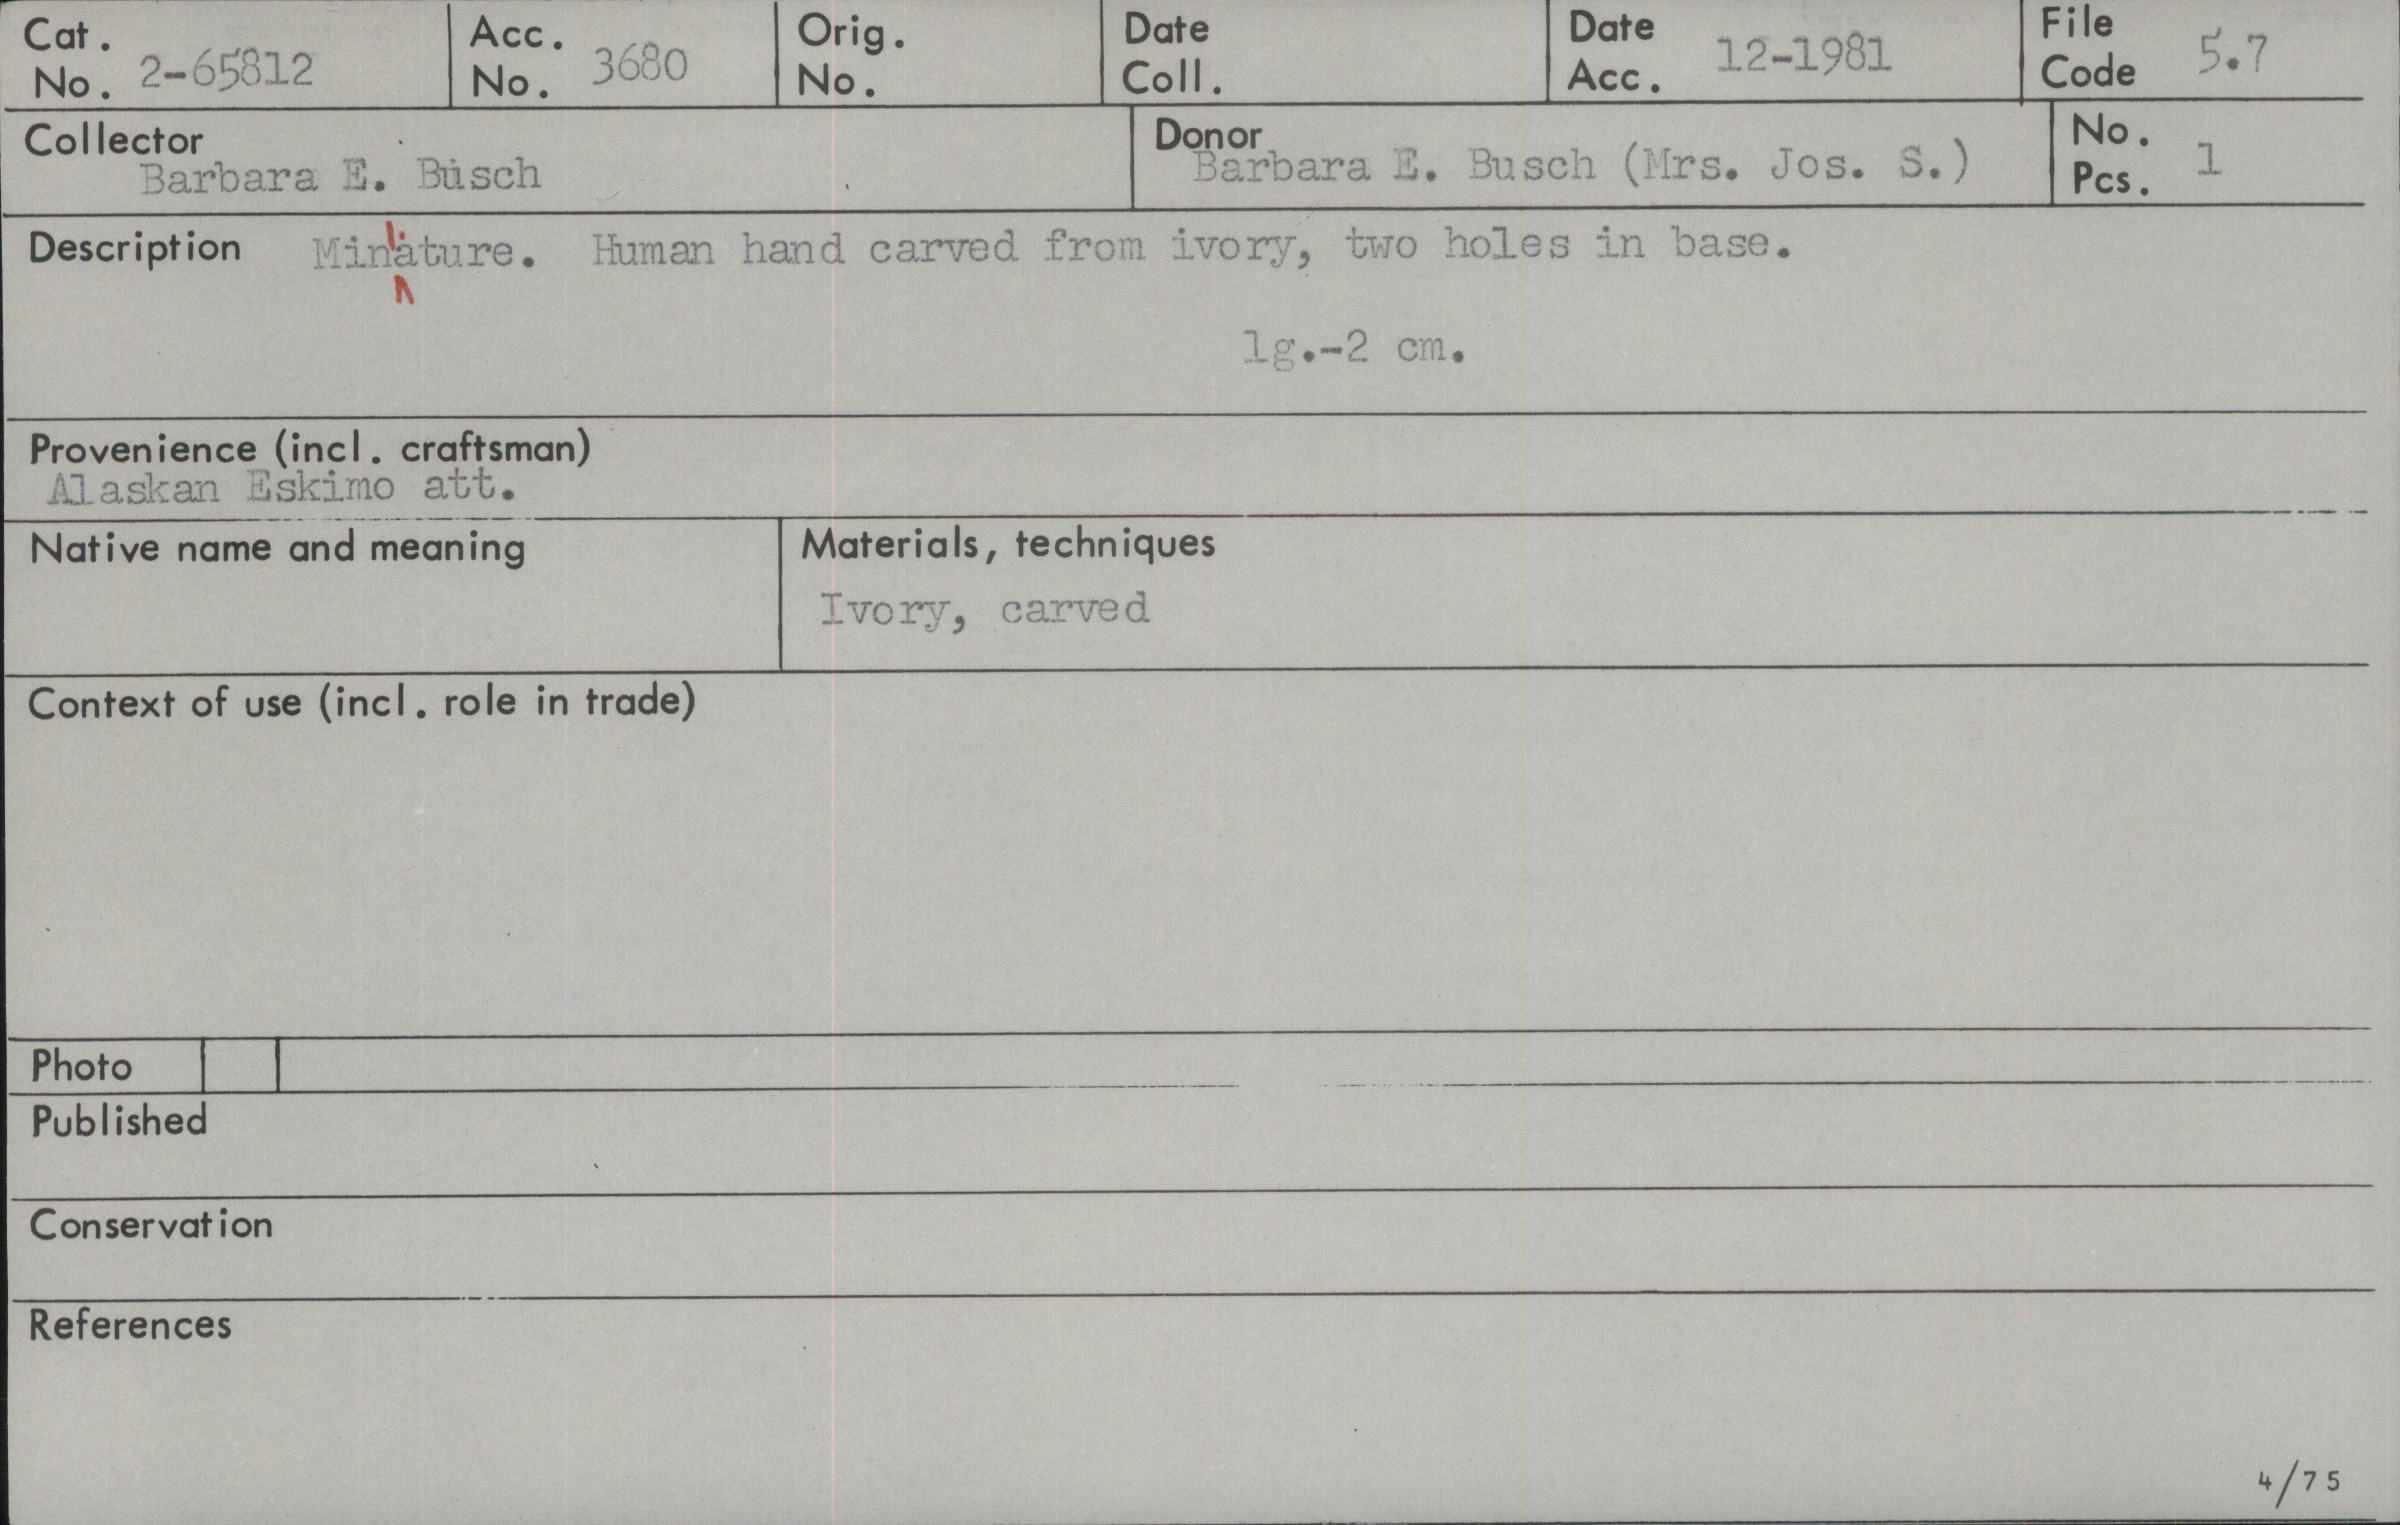 Cat. No. 2-65812 Acc. No. 3680 Orig. No. Date Coll. Date Acc. 12-1981 File Code 5.7
Collector Barbara E. Busch Donor Barbara E. Busch (Mrs. Jos. S.) No. Pcs. 1
Description Miniature. Human hand carved from ivory, two holes in base.
lg.-2 cm.
Provenience (incl. craftsman)
Alaskan Eskimo att.
Native name and meaning Materials, techniques
Ivory, carved
Context of use (incl. role in trade)
Photo
Published
Conservation
References
4/75